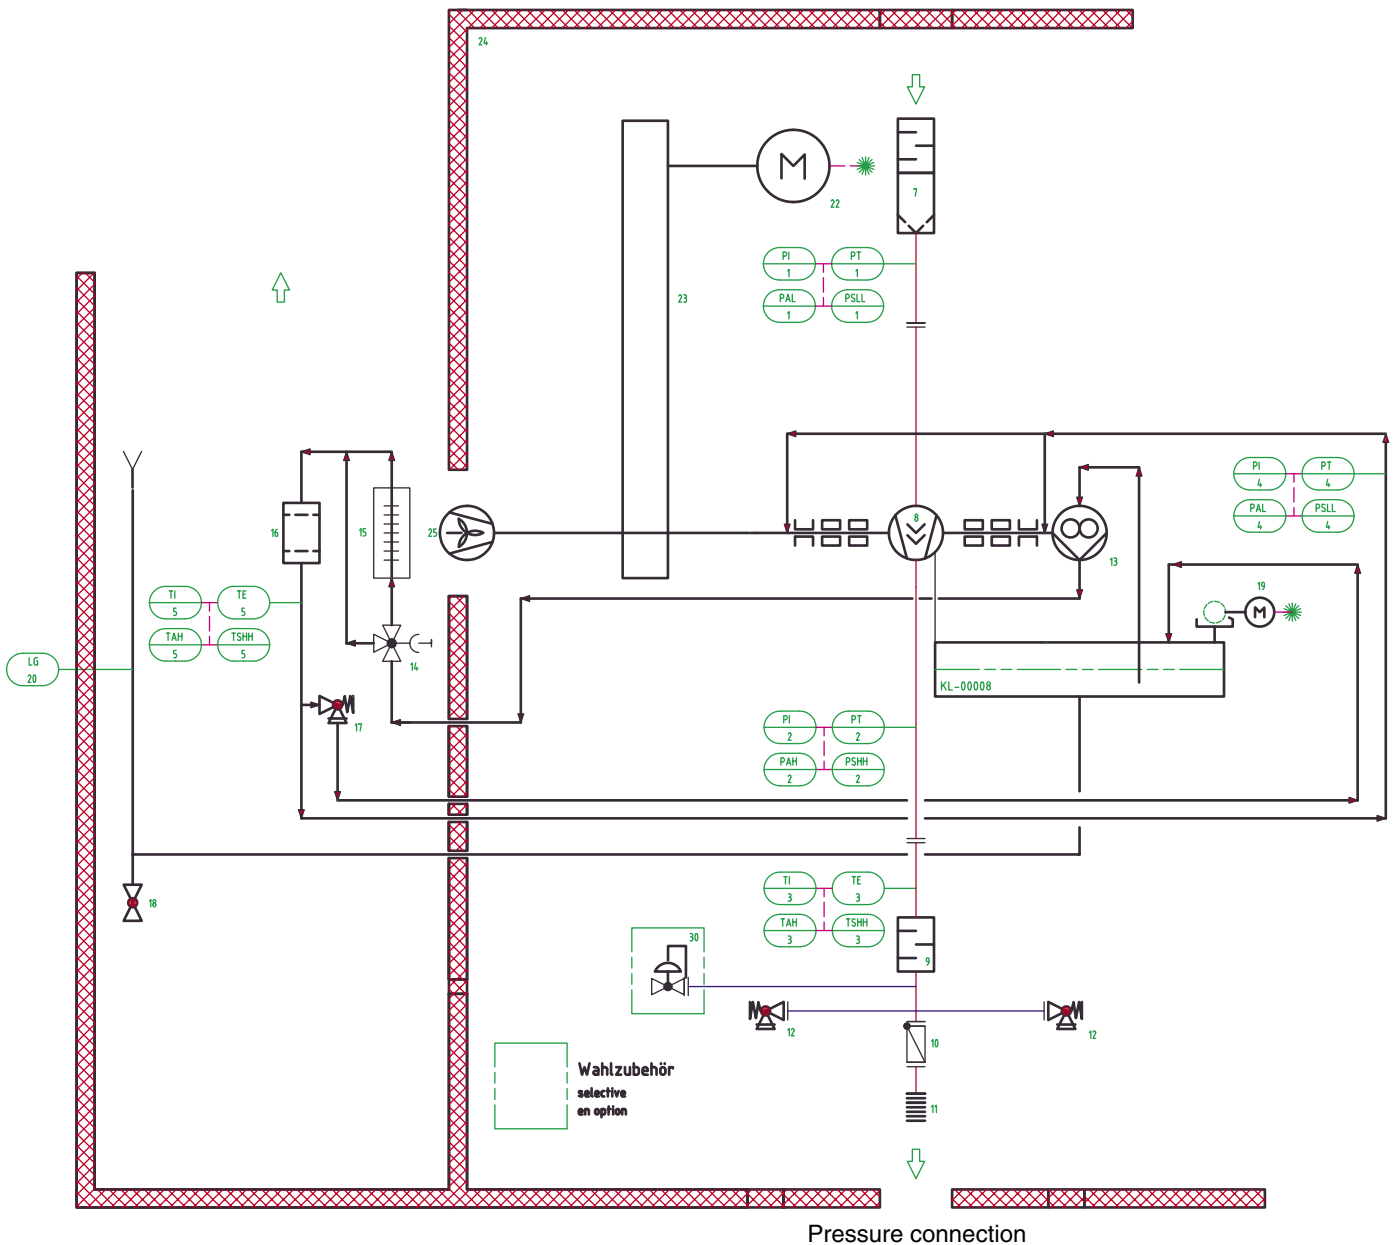 24
M
22
7
PI
1
PT
1
PAL
1
PSLL
1
23
PI
4
PT
4
PAL
4
PSLL
4
16
15
25
8
13
TI
5
TE
5
TAH
5
TSHH
5
19
M
LG
20
14
KL-00008
17
PI
2
PT
2
PAH
2
PSHH
2
18
TI
3
TE
3
TAH
3
TSHH
3
30
9
12
12
10
Wahlzubehör
selective
en option
11
Pressure connection